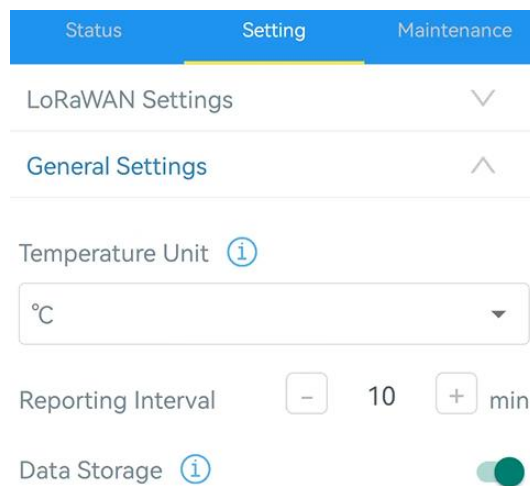 Status Setting Maintenance
LoRaWAN Settings
General Settings
Temperature Unit
℃
Reporting Interval - 10 + min
Data Storage